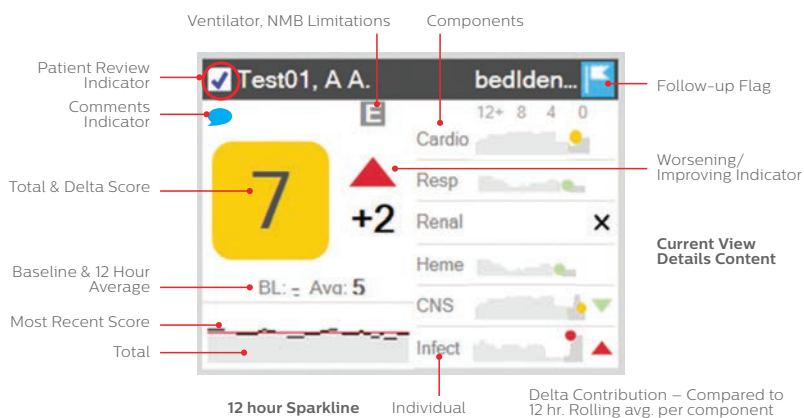 Ventilator, NMB Limitations
Components
Patient Review
Indicator
Test01, A A.
bedIden...
Follow-up Flag
Comments
Indicator
E
12+ 8 4 0
Cardio
Worsening/
Improving Indicator
Total & Delta Score
7
+2
Resp
Renal
X
Current View
Details Content
Heme
Baseline & 12 Hour
Average
BL: - Avg: 5
CNS
Most Recent Score
Total
Infect
12 hour Sparkline
Individual
Delta Contribution – Compared to
12 hr. Rolling avg. per component